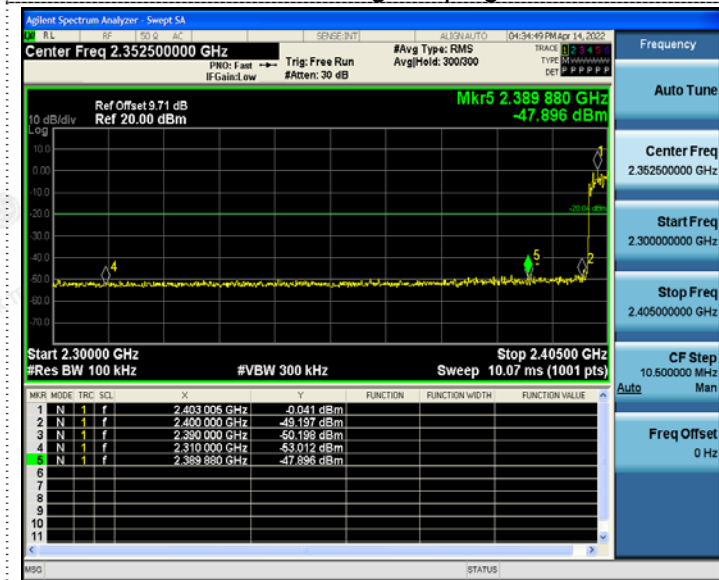 Agilent Spectrum Analyzer - Swept SA
RL RF 50 Ω AC SENSE:INT ALIGN AUTO 04:34:49 PM Apr 14, 2022
Center Freq 2.352500000 GHz
PNO: Fast Trig: Free Run #Avg Type: RMS TRACE 1 2 3 4 5 6
IFGain:Low #Atten: 30 dB Avg|Hold: 300/300 TYPE M
DET P P P P P P
Mkr5 2.389 880 GHz
-47.896 dBm
Ref Offset 9.71 dB
10 dB/div Ref 20.00 dBm
Log
10.0
0.00
-10.0
-20.0
-30.0
-40.0
-50.0
-60.0
-70.0
1
-20.04 dBm
4
5
2
Start 2.30000 GHz Stop 2.40500 GHz
#Res BW 100 kHz #VBW 300 kHz Sweep 10.07 ms (1001 pts)
MKR MODE TRC SCL X Y FUNCTION FUNCTION WIDTH FUNCTION VALUE
1 N 1 f 2.403 005 GHz -0.041 dBm
2 N 1 f 2.400 000 GHz -49.197 dBm
3 N 1 f 2.390 000 GHz -50.198 dBm
4 N 1 f 2.310 000 GHz -53.012 dBm
5 N 1 f 2.389 880 GHz -47.896 dBm
6
7
8
9
10
11
MSG STATUS
Frequency
Auto Tune
Center Freq
2.352500000 GHz
Start Freq
2.300000000 GHz
Stop Freq
2.405000000 GHz
CF Step
10.500000 MHz
Auto Man
Freq Offset
0 Hz